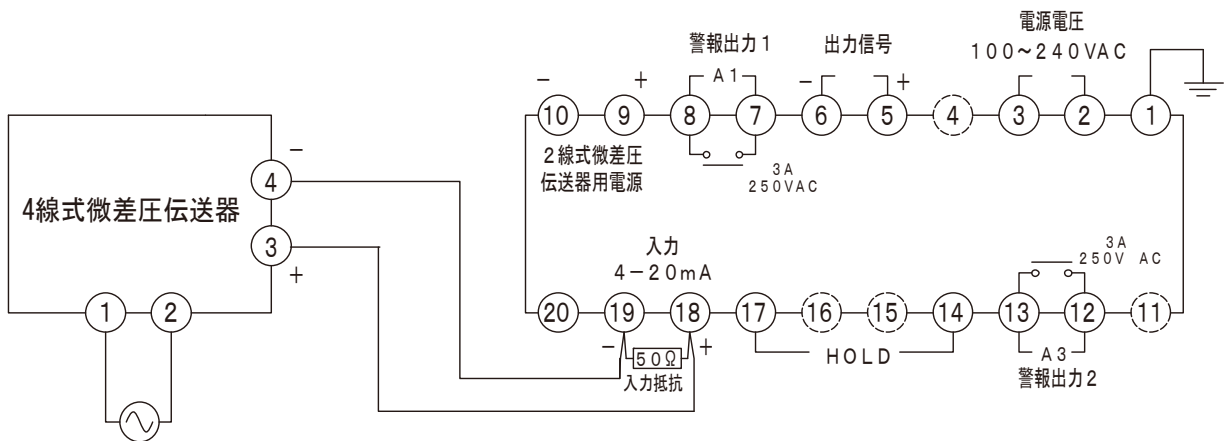 警報出力1
出力信号
電源電圧
100~240VAC
- + A1 - +
10 9 8 7 6 5 4 3 2 1
2線式微差圧
伝送器用電源
3A
250VAC
-
4
4線式微差圧伝送器
3
+
1 2
入力
4-20mA
3A
250V AC
20 19 18 17 16 15 14 13 12 11
- 50Ω +
入力抵抗
HOLD
A3
警報出力2